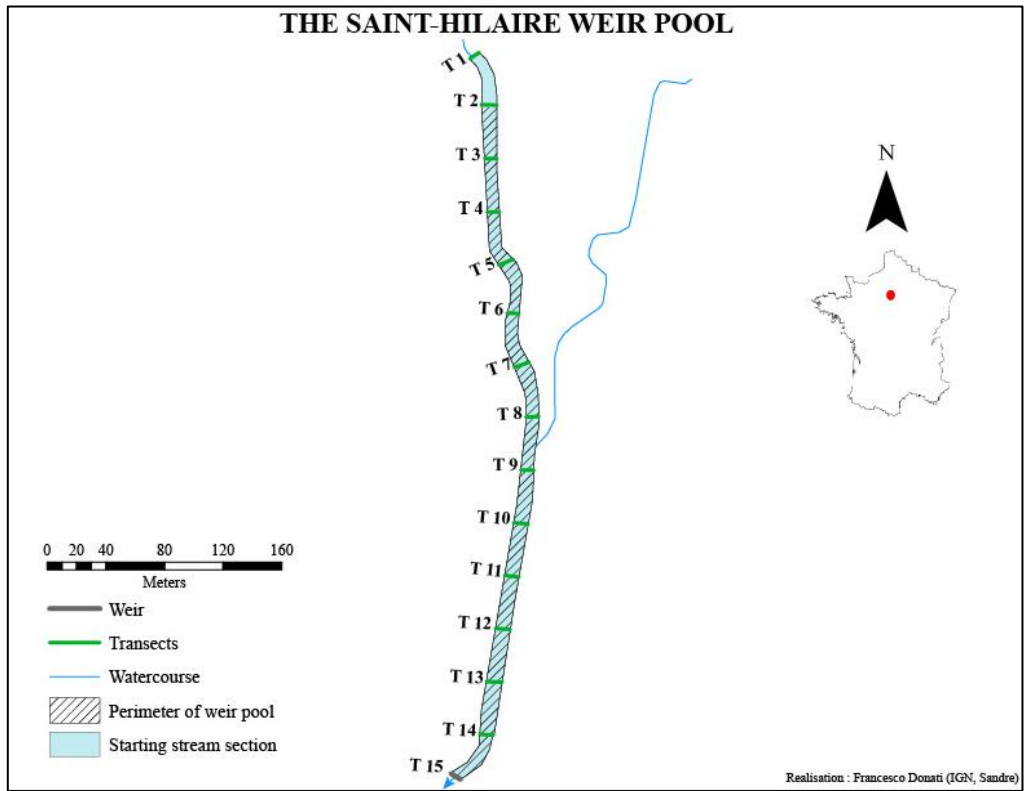 THE SAINT-HILAIRE WEIR POOL
T 1
T 2
T 3
T 4
T 5
T 6
T 7
T 8
T 9
T 10
T 11
T 12
T 13
T 14
T 15
N
0 20 40 80 120 160
Meters
Weir
Transects
Watercourse
Perimeter of weir pool
Starting stream section
Realisation : Francesco Donati (IGN, Sandre)